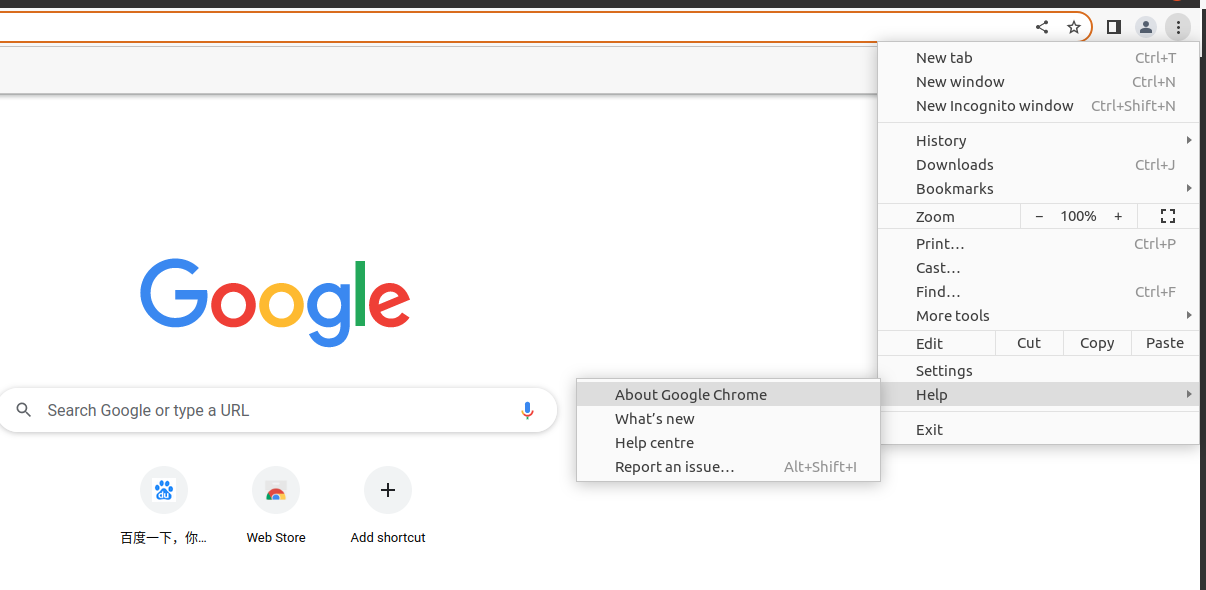 New tab Ctrl+T
New window Ctrl+N
New Incognito window Ctrl+Shift+N
History
Downloads Ctrl+J
Bookmarks
Zoom − 100% +
Print… Ctrl+P
Cast…
Find… Ctrl+F
More tools
Edit Cut Copy Paste
Settings
Help
Exit
About Google Chrome
What’s new
Help centre
Report an issue… Alt+Shift+I
Google
Search Google or type a URL
du
百度一下，你...
Web Store
Add shortcut